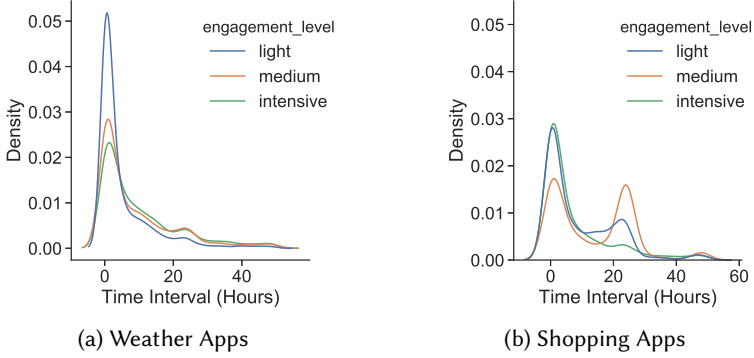 engagement_level
light
medium
intensive
0.05
0.04
0.03
0.02
0.01
0.00
Density
0
20
40
Time Interval (Hours)
(a) Weather Apps
engagement_level
light
medium
intensive
0.05
0.04
0.03
0.02
0.01
0.00
Density
0
20
40
60
Time Interval (Hours)
(b) Shopping Apps